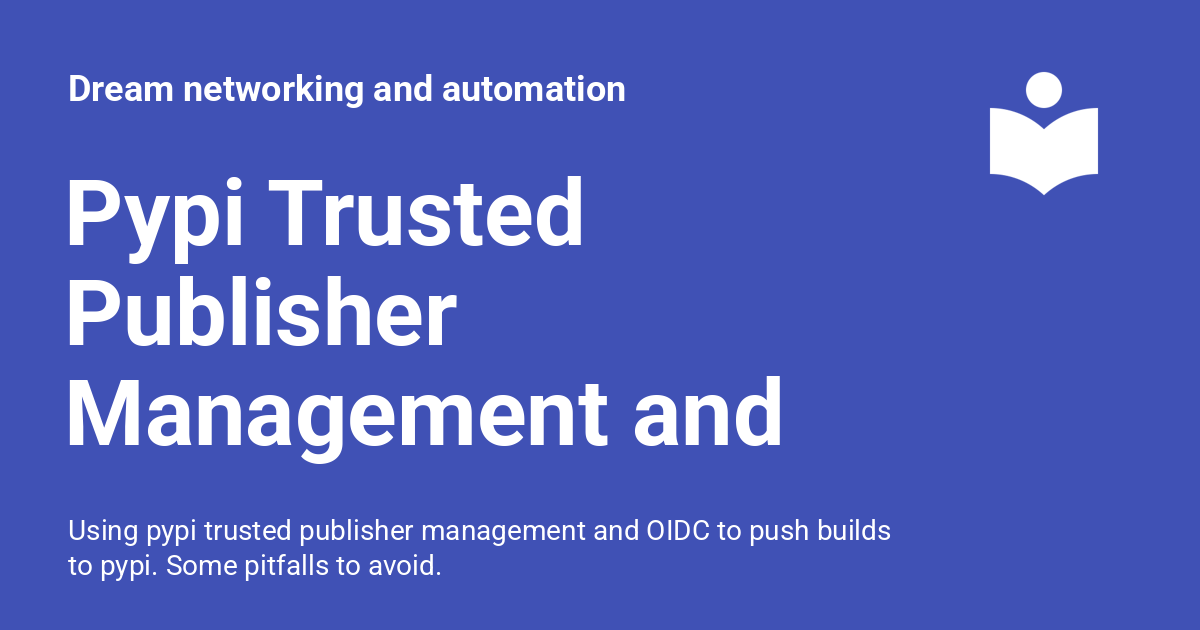 Dream networking and automation
Pypi Trusted
Publisher
Management and
Using pypi trusted publisher management and OIDC to push builds
to pypi. Some pitfalls to avoid.